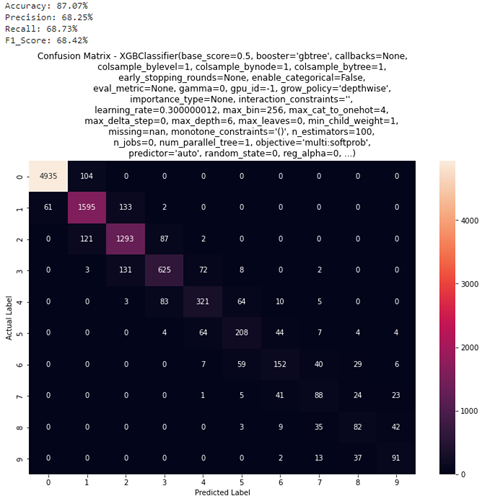 Accuracy: 87.07%
Precision: 68.25%
Recall: 68.73%
F1_Score: 68.42%
Confusion Matrix - XGBClassifier(base_score=0.5, booster='gbtree', callbacks=None,
colsample_bylevel=1, colsample_bynode=1, colsample_bytree=1,
early_stopping_rounds=None, enable_categorical=False,
eval_metric=None, gamma=0, gpu_id=-1, grow_policy='depthwise',
importance_type=None, interaction_constraints='',
learning_rate=0.300000012, max_bin=256, max_cat_to_onehot=4,
max_delta_step=0, max_depth=6, max_leaves=0, min_child_weight=1,
missing=nan, monotone_constraints='()', n_estimators=100,
n_jobs=0, num_parallel_tree=1, objective='multi:softprob',
predictor='auto', random_state=0, reg_alpha=0, ...)
0 4935 104 0 0 0 0 0 0 0 0
1 61 1595 133 2 0 0 0 0 0 0
2 0 121 1293 87 2 0 0 0 0 0
3 0 3 131 625 72 8 0 2 0 0
4 0 0 3 83 321 64 10 5 0 0
5 0 0 0 4 64 208 44 7 4 4
6 0 0 0 0 7 59 152 40 29 6
7 0 0 0 0 1 5 41 88 24 23
8 0 0 0 0 0 3 9 35 82 42
9 0 0 0 0 0 0 2 13 37 91
0 1 2 3 4 5 6 7 8 9
Actual Label
Predicted Label
4000
3000
2000
1000
0